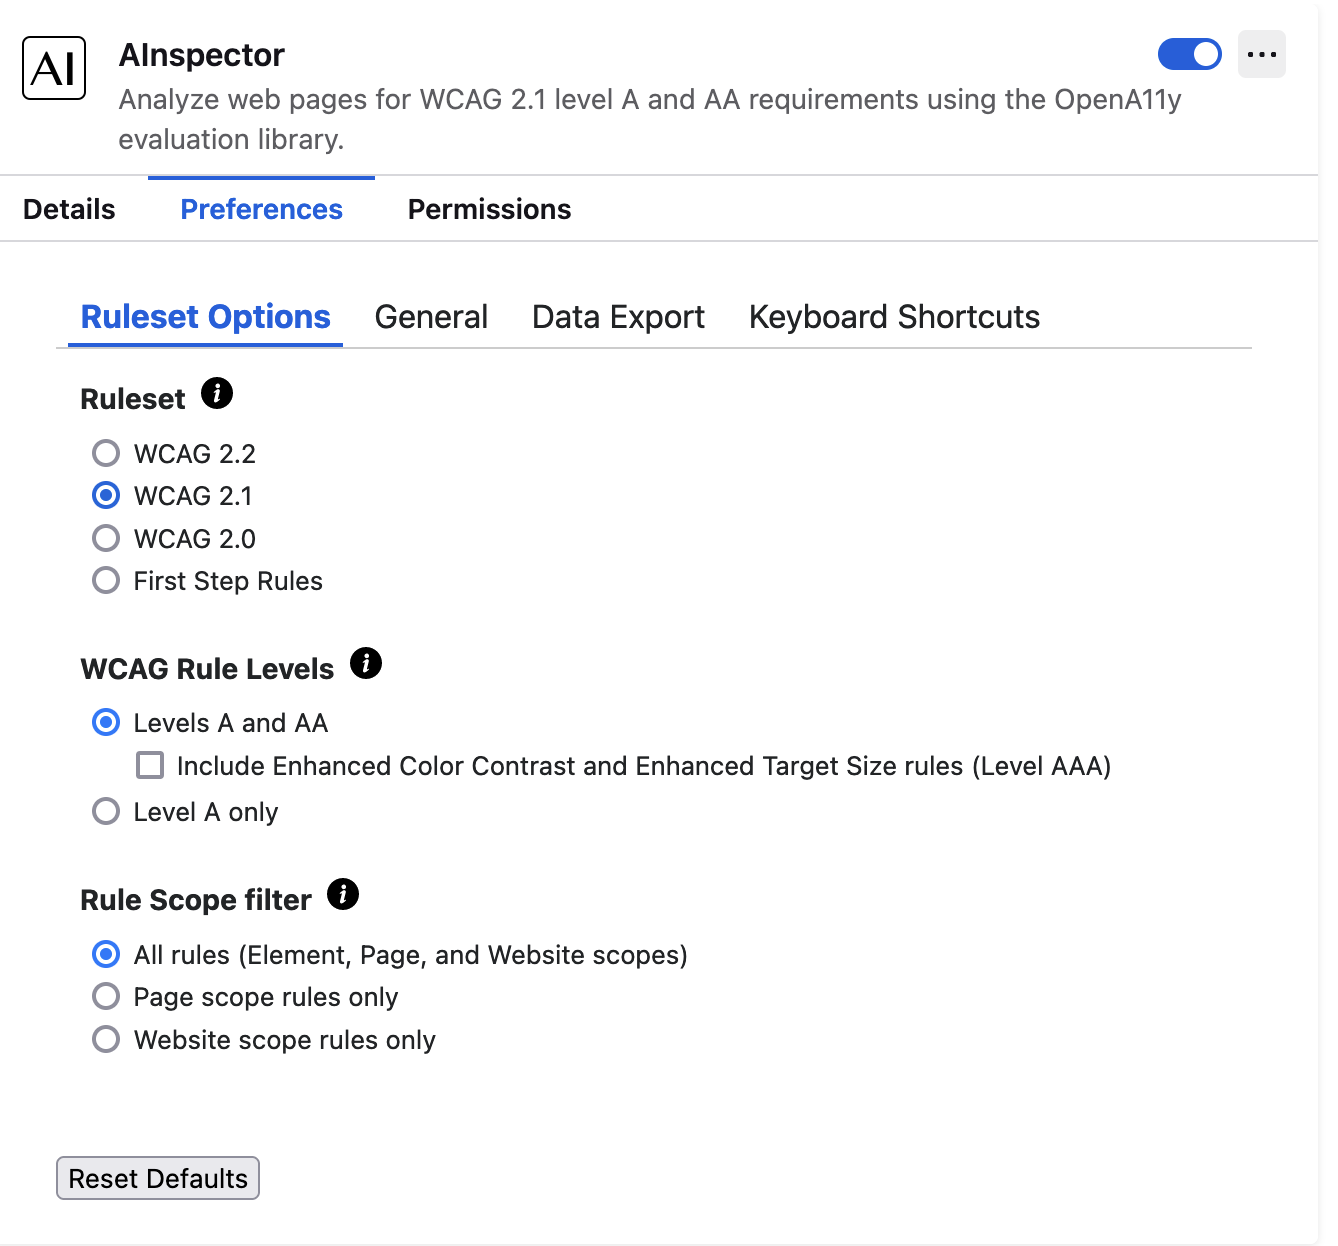 AI
AInspector
Analyze web pages for WCAG 2.1 level A and AA requirements using the OpenA11y
evaluation library.
Details Preferences Permissions
Ruleset Options General Data Export Keyboard Shortcuts
Ruleset i
WCAG 2.2
WCAG 2.1
WCAG 2.0
First Step Rules
WCAG Rule Levels i
Levels A and AA
Include Enhanced Color Contrast and Enhanced Target Size rules (Level AAA)
Level A only
Rule Scope filter i
All rules (Element, Page, and Website scopes)
Page scope rules only
Website scope rules only
Reset Defaults